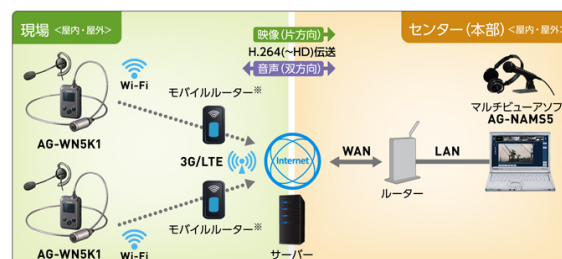 現場 <屋内・屋外>
映像(片方向)
H.264(~HD)伝送
音声(双方向)
センター(本部) <屋内・屋外>
Wi-Fi
モバイルルーター※
AG-WN5K1
3G/LTE
Internet
WAN
LAN
ルーター
マルチビューアソフ
AG-NAMS5
モバイルルーター※
AG-WN5K1
Wi-Fi
サーバー